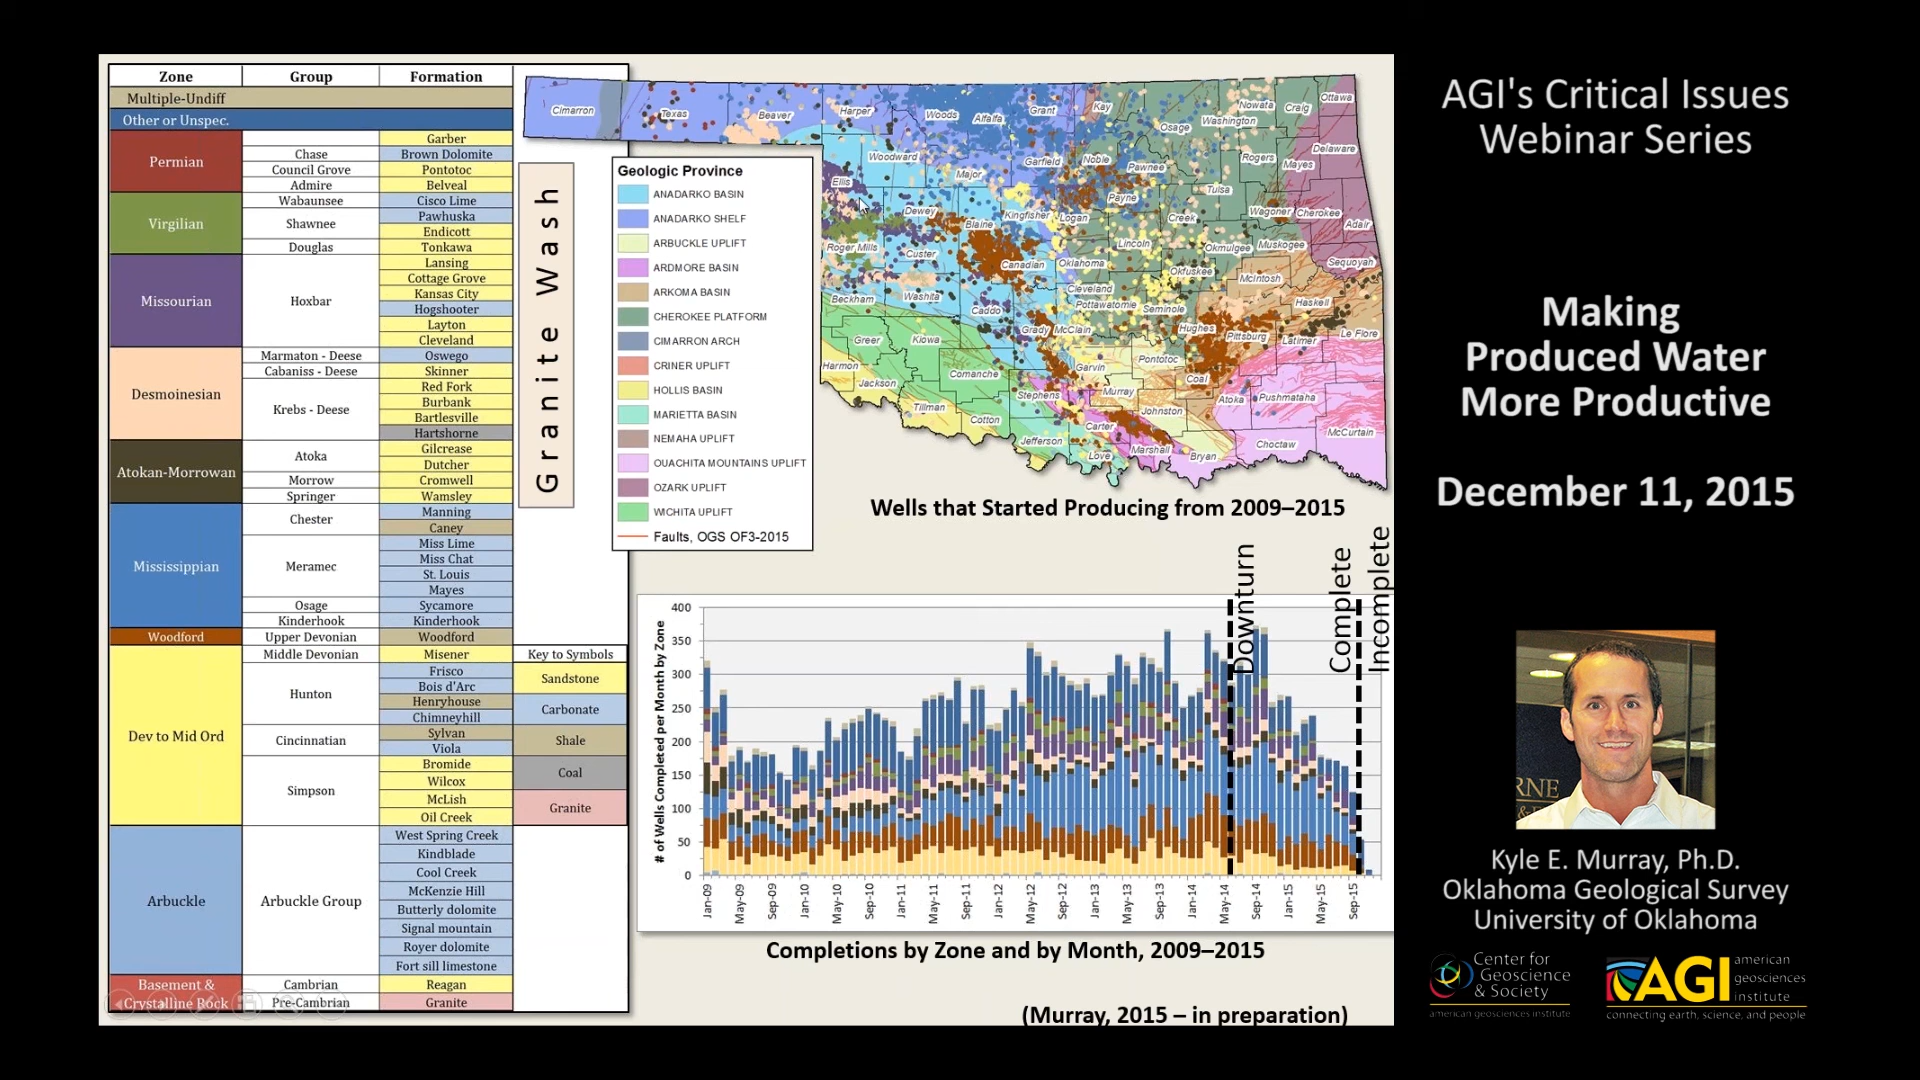 Zone Group Formation
Multiple-Undiff
Other or Unspec.
Permian
Virgilian
Missourian
Desmoinesian
Atokan-Morrowan
Mississippian
Woodford
Dev to Mid Ord
Arbuckle
Basement &
Crystalline Rock
Chase
Council Grove
Admire
Wabaunsee
Shawnee
Douglas
Hoxbar
Marmaton - Deese
Cabaniss - Deese
Krebs - Deese
Atoka
Morrow
Springer
Chester
Meramec
Osage
Kinderhook
Upper Devonian
Middle Devonian
Hunton
Cincinnatian
Simpson
Arbuckle Group
Cambrian
Pre-Cambrian
Garber
Brown Dolomite
Pontotoc
Belveal
Cisco Lime
Pawhuska
Endicott
Tonkawa
Lansing
Cottage Grove
Kansas City
Hogshooter
Layton
Cleveland
Oswego
Skinner
Red Fork
Burbank
Bartlesville
Hartshorne
Gilcrease
Dutcher
Cromwell
Wamsley
Manning
Caney
Miss Lime
Miss Chat
St. Louis
Mayes
Sycamore
Kinderhook
Woodford
Misener
Frisco
Bois d'Arc
Henryhouse
Chimneyhill
Sylvan
Viola
Bromide
Wilcox
McLish
Oil Creek
West Spring Creek
Kindblade
Cool Creek
McKenzie Hill
Butterly dolomite
Signal mountain
Royer dolomite
Fort sill limestone
Reagan
Granite
Granite Wash
Key to Symbols
Sandstone
Carbonate
Shale
Coal
Granite
Geologic Province
ANADARKO BASIN
ANADARKO SHELF
ARBUCKLE UPLIFT
ARDMORE BASIN
ARKOMA BASIN
CHEROKEE PLATFORM
CIMARRON ARCH
CRINER UPLIFT
HOLLIS BASIN
MARIETTA BASIN
NEMAHA UPLIFT
OUACHITA MOUNTAINS UPLIFT
OZARK UPLIFT
WICHITA UPLIFT
Faults, OGS OF3-2015
Cimarron
Texas
Beaver
Harper
Woods
Alfalfa
Grant
Kay
Osage
Washington
Nowata
Craig
Ottawa
Delaware
Mayes
Rogers
Woodward
Major
Garfield
Noble
Pawnee
Ellis
Dewey
Blaine
Kingfisher
Logan
Payne
Tulsa
Creek
Wagoner
Cherokee
Adair
Roger Mills
Custer
Canadian
Oklahoma
Lincoln
Okmulgee
Muskogee
Okfuskee
Sequoyah
McIntosh
Beckham
Washita
Caddo
Cleveland
Pottawatomie
Seminole
Haskell
Grady
McClain
Hughes
Pittsburg
Latimer
Le Flore
Greer
Kiowa
Harmon
Jackson
Comanche
Garvin
Pontotoc
Coal
Stephens
Murray
Johnston
Atoka
Pushmataha
Tillman
Cotton
Jefferson
Carter
Love
Marshall
Bryan
Choctaw
McCurtain
Wells that Started Producing from 2009–2015
Downturn
Complete
Incomplete
# of Wells Completed per Month by Zone
400
350
300
250
200
150
100
50
0
Jan-09 May-09 Sep-09 Jan-10 May-10 Sep-10 Jan-11 May-11 Sep-11 Jan-12 May-12 Sep-12 Jan-13 May-13 Sep-13 Jan-14 May-14 Sep-14 Jan-15 May-15 Sep-15
Completions by Zone and by Month, 2009–2015
(Murray, 2015 – in preparation)
AGI's Critical Issues
Webinar Series
Making
Produced Water
More Productive
December 11, 2015
RNE
Kyle E. Murray, Ph.D.
Oklahoma Geological Survey
University of Oklahoma
Center for
Geoscience
& Society
american geosciences institute
AGI
american
geosciences
institute
connecting earth, science, and people